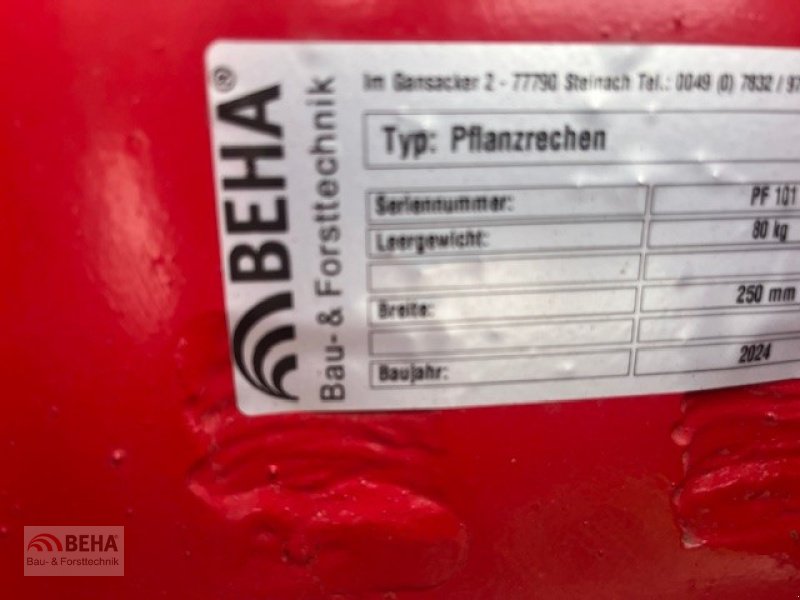 BEHA®
Bau- & Forsttechnik
Im Gansacker 2 - 77790 Steinach Tel.: 0049 (0) 7832 / 97
Typ: Pflanzrechen
Seriennummer: PF 101
Leergewicht: 80 kg
Breite: 250 mm
Baujahr: 2024
BEHA®
Bau- & Forsttechnik